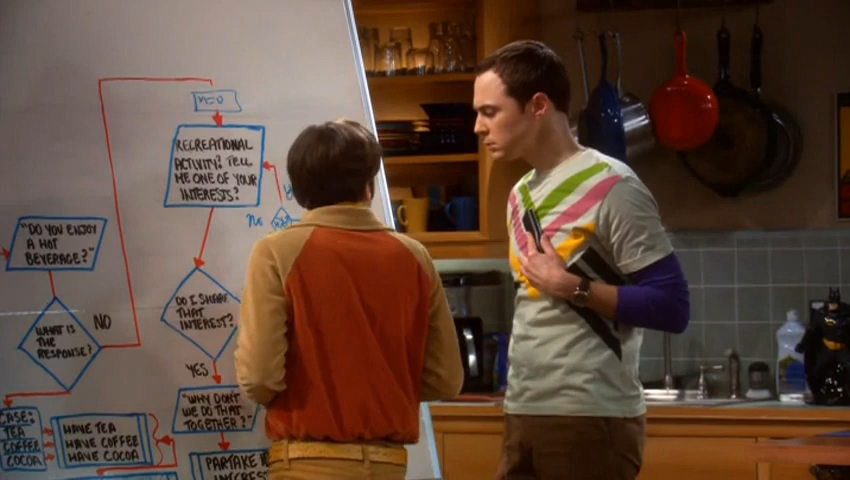 "DO YOU ENJOY
A HOT
BEVERAGE?"
WHAT IS
THE
RESPONSE?
NO
CASE:
TEA
COFFEE
COCOA
HAVE TEA
HAVE COFFEE
HAVE COCOA
n=0
RECREATIONAL
ACTIVITY? TELL
ME ONE OF YOUR
INTERESTS?
NO
DO I SHARE
THAT
INTEREST?
YES
"WHY DON'T
WE DO THAT
TOGETHER?"
PARTAKE
INTEREST